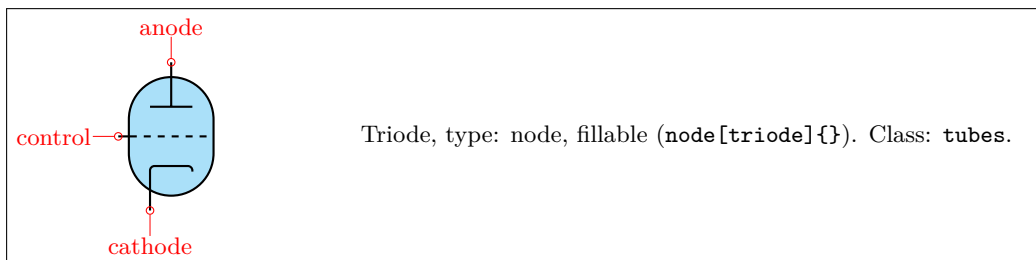 anode
control
Triode, type: node, fillable (node[triode]{}). Class: tubes.
cathode